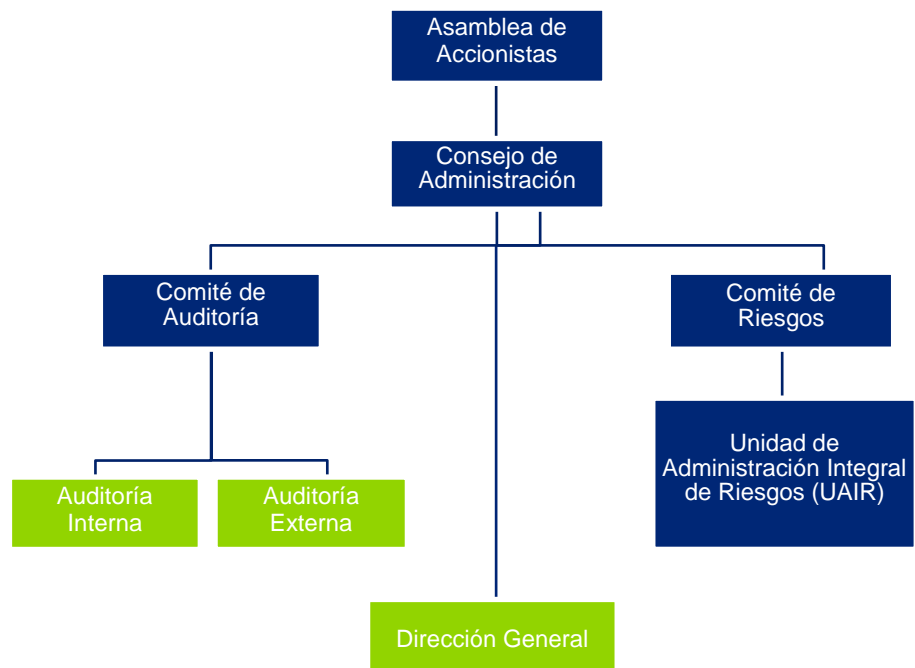 Asamblea de
Accionistas
Consejo de
Administración
Comité de
Auditoría
Comité de
Riesgos
Unidad de
Administración Integral
de Riesgos (UAIR)
Auditoría
Interna
Auditoría
Externa
Dirección General